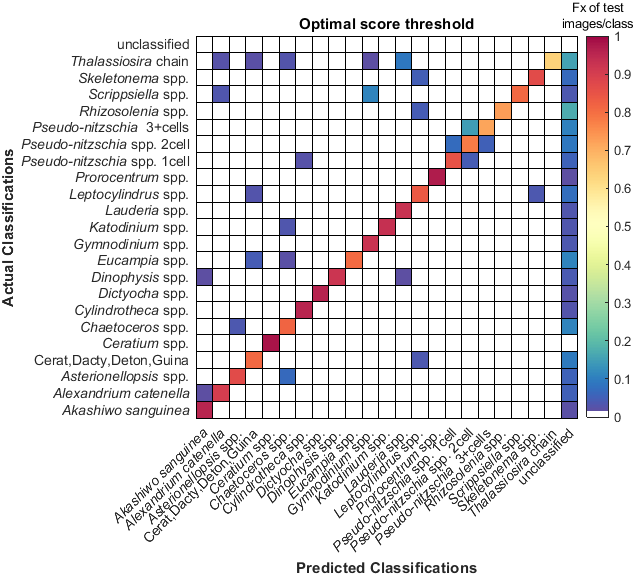 Optimal score threshold
Fx of test
images/class
unclassified
Thalassiosira chain
Skeletonema spp.
Scrippsiella spp.
Rhizosolenia spp.
Pseudo-nitzschia 3+cells
Pseudo-nitzschia spp. 2cell
Pseudo-nitzschia spp. 1cell
Prorocentrum spp.
Leptocylindrus spp.
Lauderia spp.
Katodinium spp.
Gymnodinium spp.
Eucampia spp.
Dinophysis spp.
Dictyocha spp.
Cylindrotheca spp.
Chaetoceros spp.
Ceratium spp.
Cerat,Dacty,Deton,Guina
Asterionellopsis spp.
Alexandrium catenella
Akashiwo sanguinea
Actual Classifications
1
0.9
0.8
0.7
0.6
0.5
0.4
0.3
0.2
0.1
0
Akashiwo sanguinea
Alexandrium catenella
Asterionellopsis spp.
Cerat,Dacty,Deton,Guina
Ceratium spp.
Chaetoceros spp.
Cylindrotheca spp.
Dictyocha spp.
Dinophysis spp.
Eucampia spp.
Gymnodinium spp.
Katodinium spp.
Lauderia spp.
Leptocylindrus spp.
Prorocentrum spp.
Pseudo-nitzschia spp. 1cell
Pseudo-nitzschia spp. 2cell
Pseudo-nitzschia 3+cells
Rhizosolenia spp.
Scrippsiella spp.
Skeletonema spp.
Thalassiosira chain
unclassified
Predicted Classifications